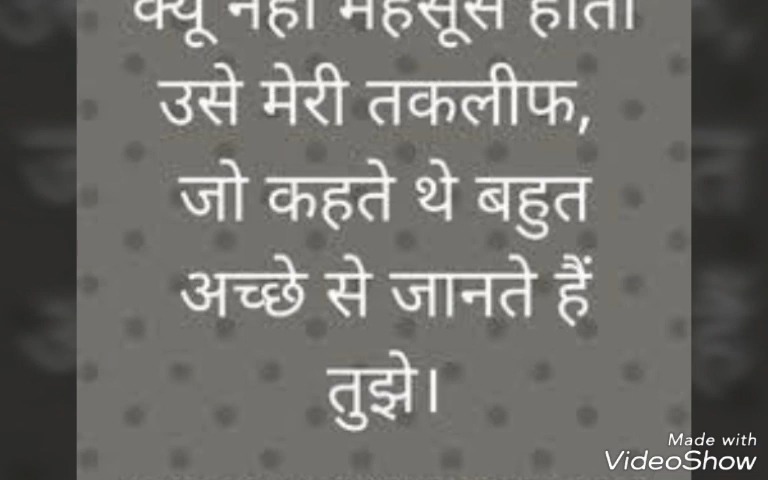 क्यू नहीं महसूस होती
उसे मेरी तकलीफ,
जो कहते थे बहुत
अच्छे से जानते हैं
तुझे।
Made with
VideoShow